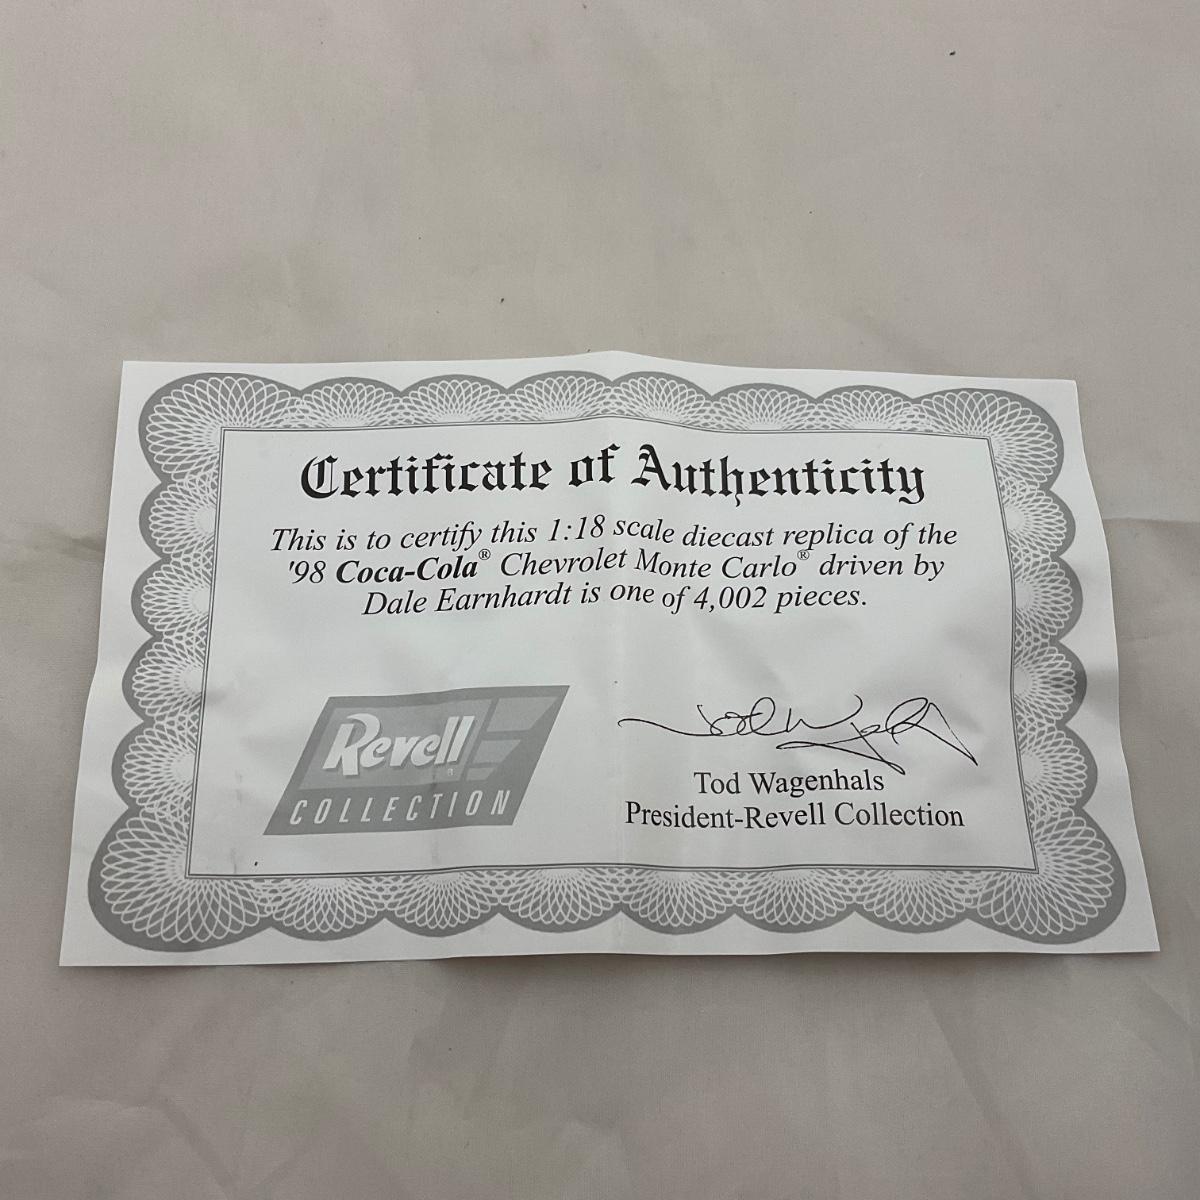 Certificate of Authenticity
This is to certify this 1:18 scale diecast replica of the
'98 Coca-Cola® Chevrolet Monte Carlo® driven by
Dale Earnhardt is one of 4,002 pieces.
Revell®
COLLECTION
Tod Wagenhals
President-Revell Collection